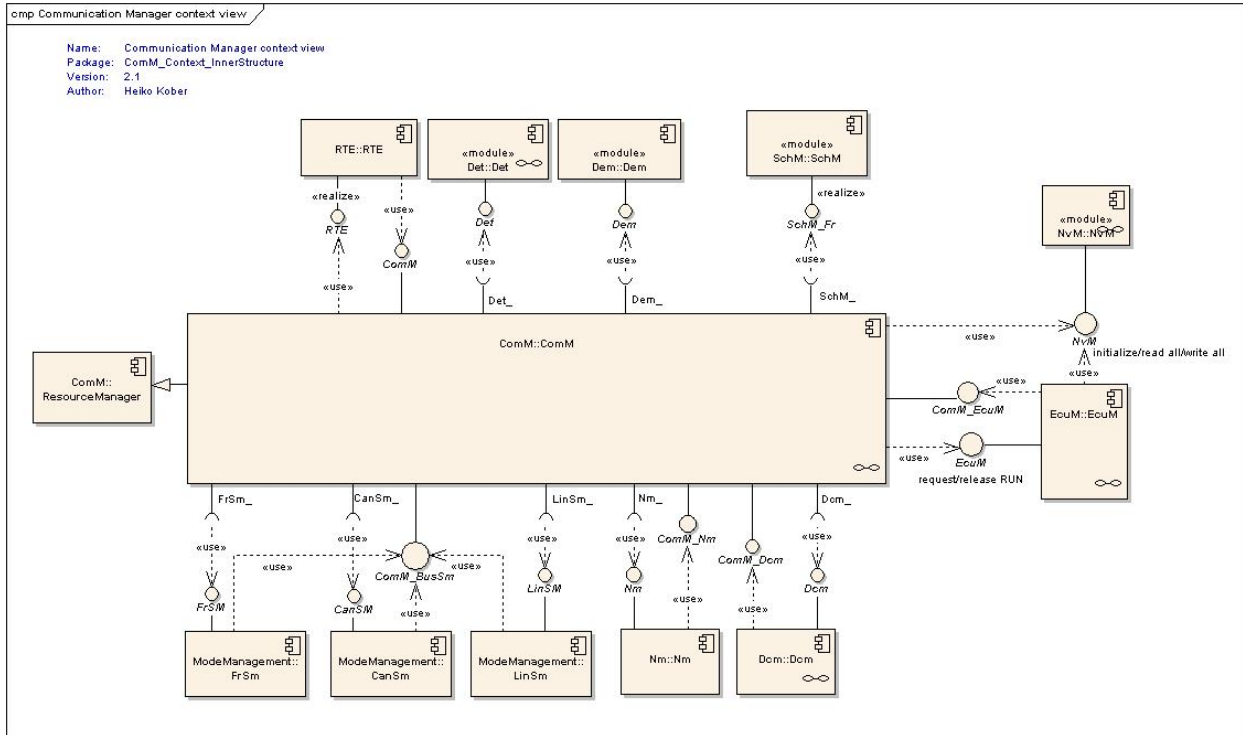 cmp Communication Manager context view
Name: Communication Manager context view
Package: ComM_Context_InnerStructure
Version: 2.1
Author: Heiko Kober
RTE::RTE
«module»
Det::Det
«module»
Dem::Dem
«module»
SchM::SchM
«module»
NvM::NvM
«realize»
«use»
«realize»
RTE
ComM
Det
Dem
SchM_Fr
«use»
«use»
«use»
«use»
Det_
Dem_
SchM_
ComM::ComM
«use»
NvM
initialize/read all/write all
«use»
ComM::
ResourceManager
«use»
ComM_EcuM
EcuM::EcuM
«use»
EcuM
request/release RUN
FrSm_
CanSm_
LinSm_
Nm_
Dcm_
«use»
«use»
«use»
«use»
«use»
ComM_Nm
ComM_Dcm
«use»
«use»
ComM_BusSm
FrSM
CanSM
LinSM
Nm
Dcm
«use»
«use»
«use»
ModeManagement::
FrSm
ModeManagement::
CanSm
ModeManagement::
LinSm
Nm::Nm
Dcm::Dcm